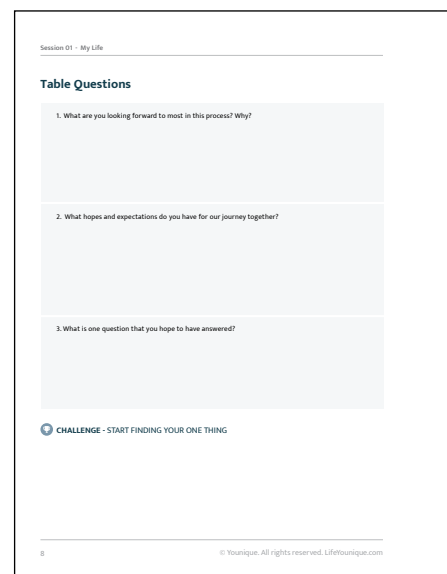 Session 01 - My Life
Table Questions
1. What are you looking forward to most in this process? Why?
2. What hopes and expectations do you have for our journey together?
3. What is one question that you hope to have answered?
CHALLENGE - START FINDING YOUR ONE THING
8
© Younique. All rights reserved. LifeYounique.com